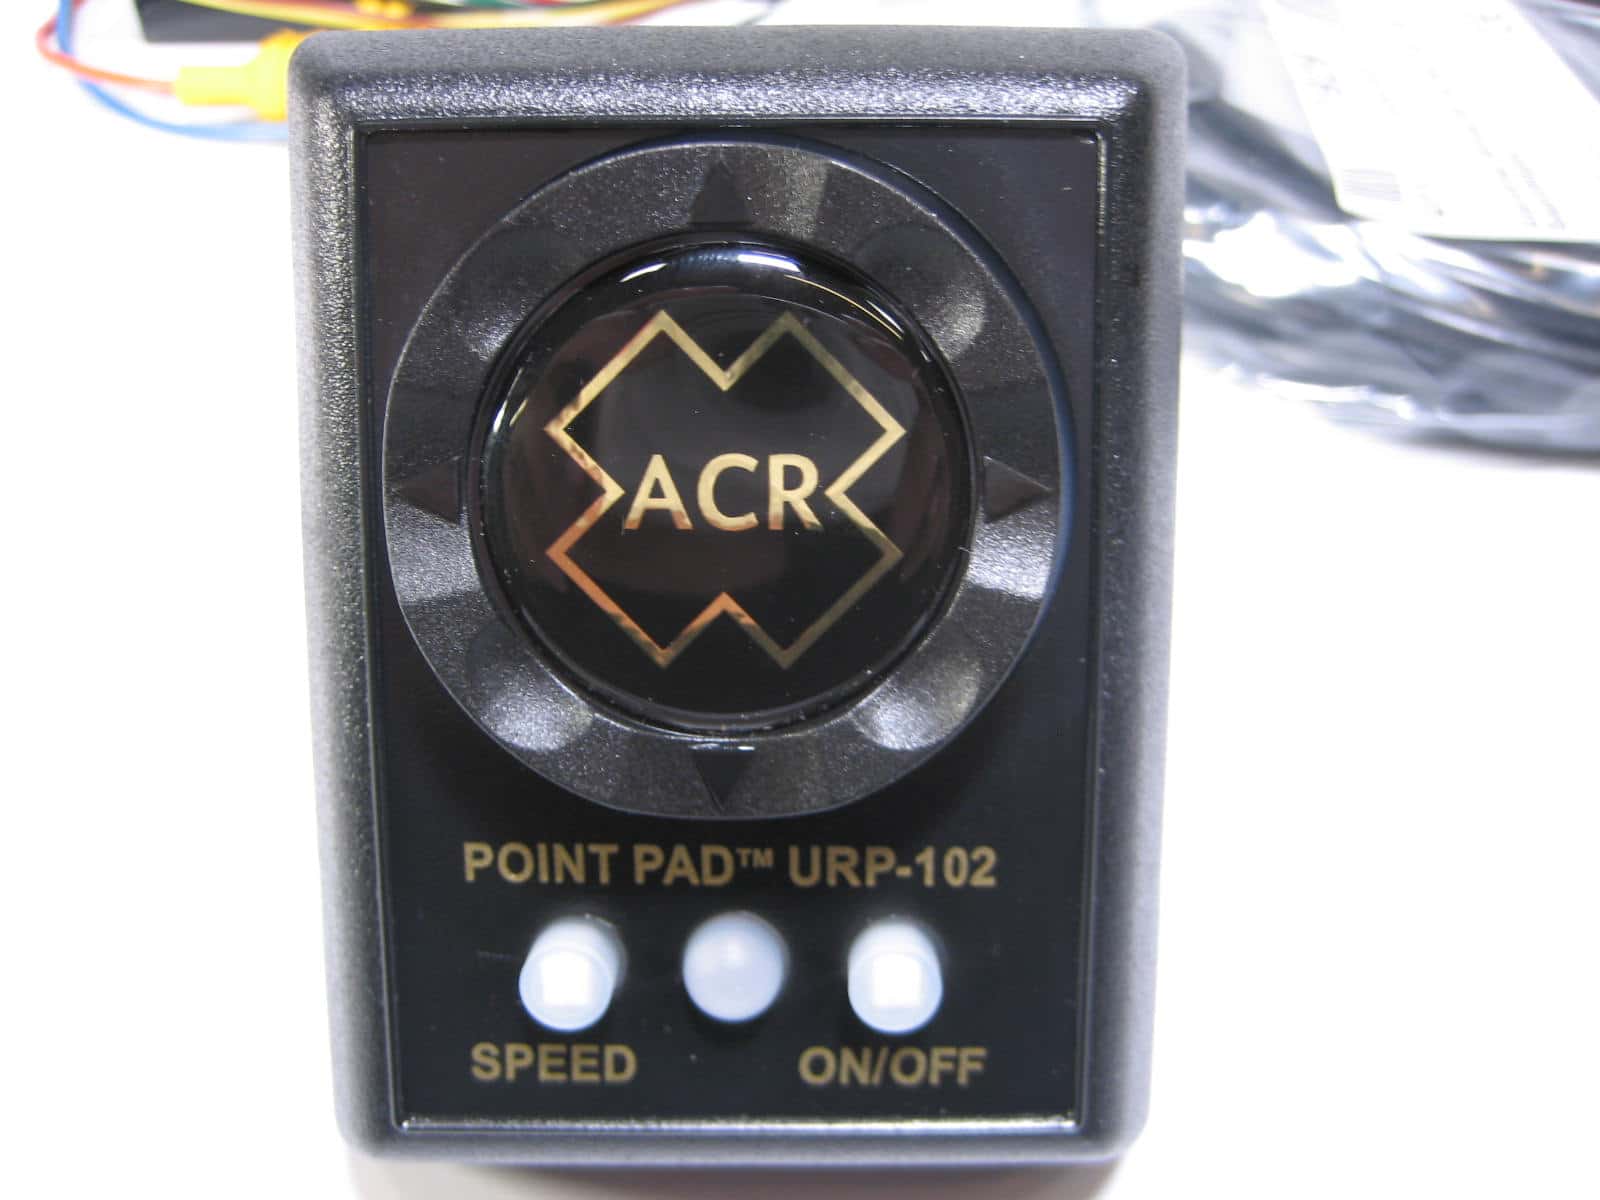 ACR
POINT PAD™ URP-102
SPEED
ON/OFF